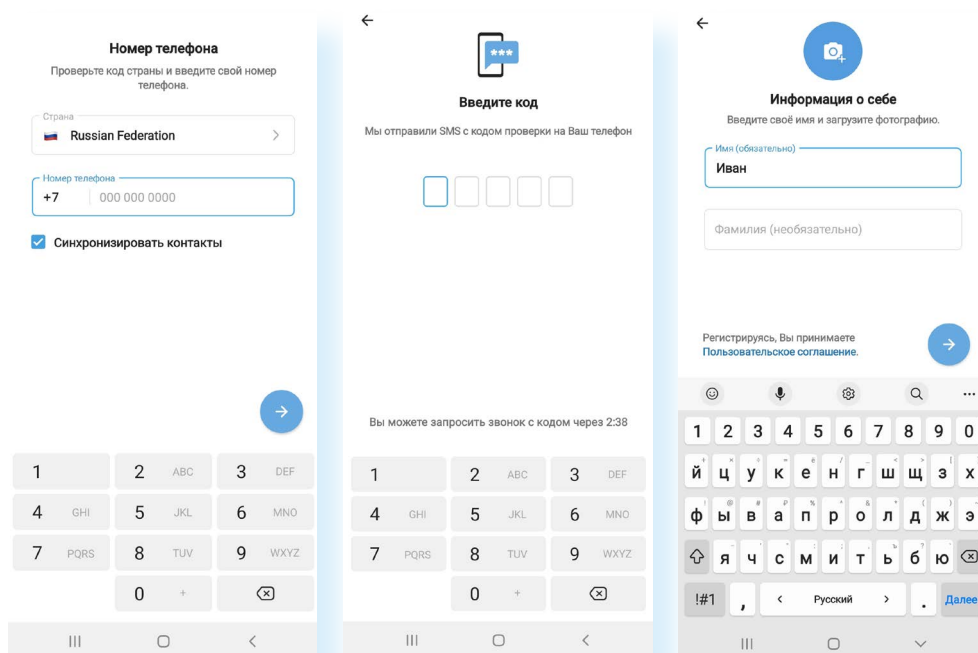 Номер телефона
Проверьте код страны и введите свой номер
телефона.
Страна
Russian Federation
Номер телефона
+7 000 000 0000
Синхронизировать контакты
1 2 ABC 3 DEF
4 GHI 5 JKL 6 MNO
7 PQRS 8 TUV 9 WXYZ
0 +
***
Введите код
Мы отправили SMS с кодом проверки на Ваш телефон
Вы можете запросить звонок с кодом через 2:38
1 2 ABC 3 DEF
4 GHI 5 JKL 6 MNO
7 PQRS 8 TUV 9 WXYZ
0 +
Информация о себе
Введите своё имя и загрузите фотографию.
Имя (обязательно)
Иван
Фамилия (необязательно)
Регистрируясь, Вы принимаете
Пользовательское соглашение.
1 2 3 4 5 6 7 8 9 0
й ц у к е н г ш щ з х
ф ы в а п р о л д ж э
я ч с м и т ь б ю
!#1 , < Русский > . Далее